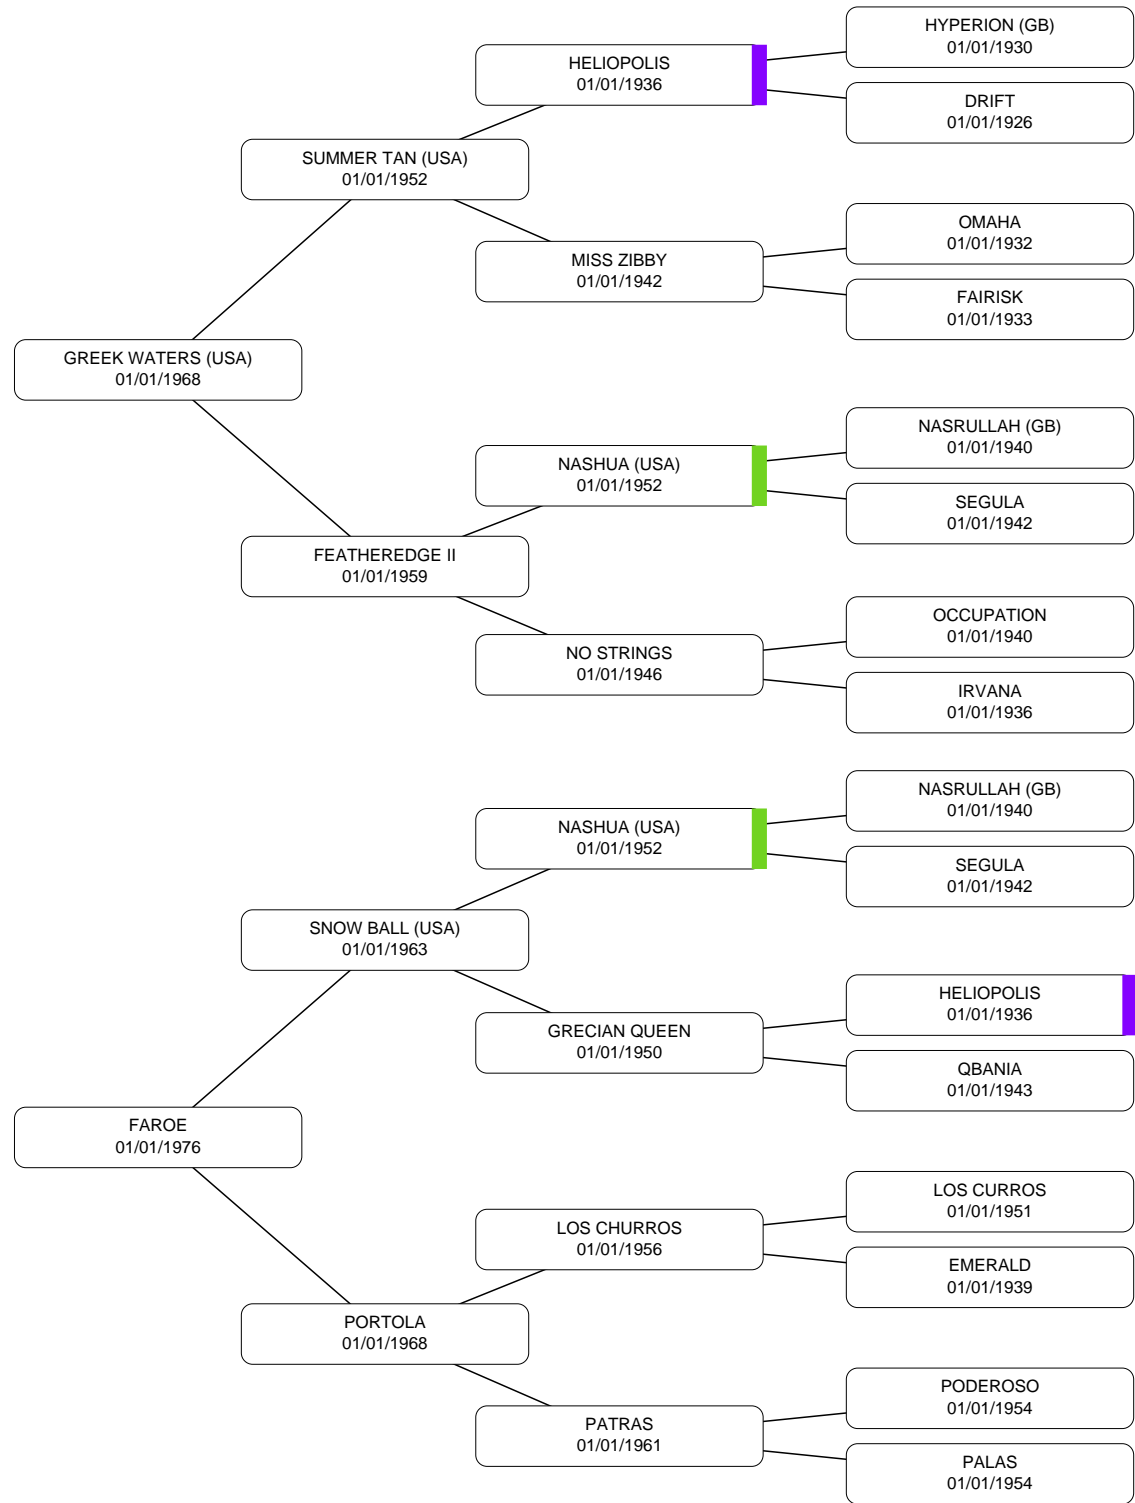 HYPERION (GB)
01/01/1930
HELIOPOLIS
01/01/1936
DRIFT
01/01/1926
SUMMER TAN (USA)
01/01/1952
OMAHA
01/01/1932
MISS ZIBBY
01/01/1942
FAIRISK
01/01/1933
GREEK WATERS (USA)
01/01/1968
NASRULLAH (GB)
01/01/1940
NASHUA (USA)
01/01/1952
SEGULA
01/01/1942
FEATHEREDGE II
01/01/1959
OCCUPATION
01/01/1940
NO STRINGS
01/01/1946
IRVANA
01/01/1936
NASRULLAH (GB)
01/01/1940
NASHUA (USA)
01/01/1952
SEGULA
01/01/1942
SNOW BALL (USA)
01/01/1963
HELIOPOLIS
01/01/1936
GRECIAN QUEEN
01/01/1950
QBANIA
01/01/1943
FAROE
01/01/1976
LOS CURROS
01/01/1951
LOS CHURROS
01/01/1956
EMERALD
01/01/1939
PORTOLA
01/01/1968
PODEROSO
01/01/1954
PATRAS
01/01/1961
PALAS
01/01/1954